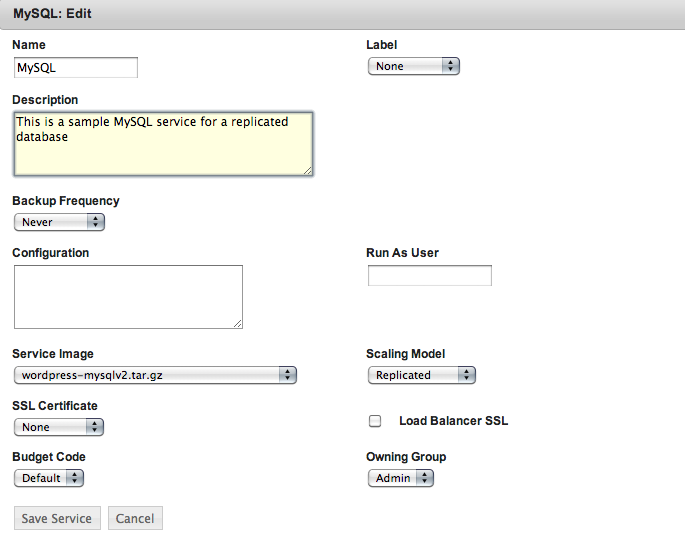 MySQL: Edit
Name
Label
MySQL
None
Description
This is a sample MySQL service for a replicated
database
Backup Frequency
Never
Configuration
Run As User
Service Image
Scaling Model
wordpress-mysqlv2.tar.gz
Replicated
SSL Certificate
None
Load Balancer SSL
Budget Code
Owning Group
Default
Admin
Save Service
Cancel